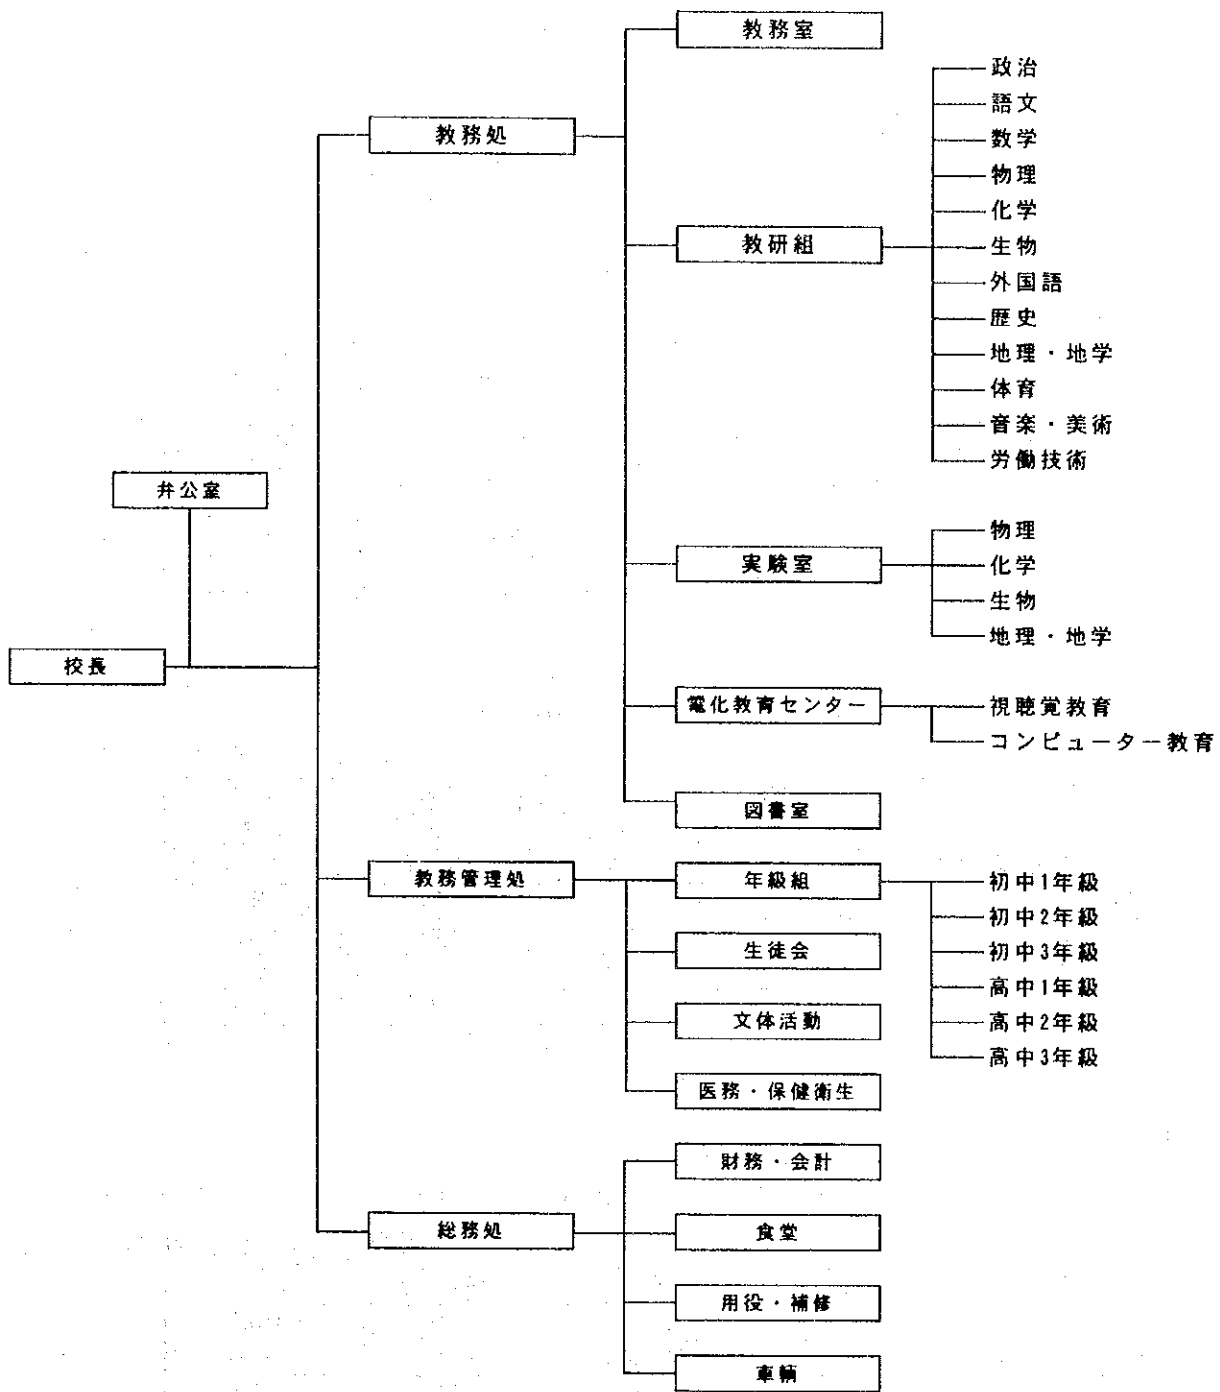 教務室
政治
語文
数学
教務処
物理
化学
教研組
生物
外国語
歴史
地理・地学
体育
音楽・美術
労働技術
弁公室
物理
実験室
化学
生物
地理・地学
校長
電化教育センター
視聴覚教育
コンピューター教育
図書室
教務管理処
年級組
初中1年級
初中2年級
生徒会
初中3年級
高中1年級
文体活動
高中2年級
高中3年級
医務・保健衛生
財務・会計
総務処
食堂
用役・補修
車輌